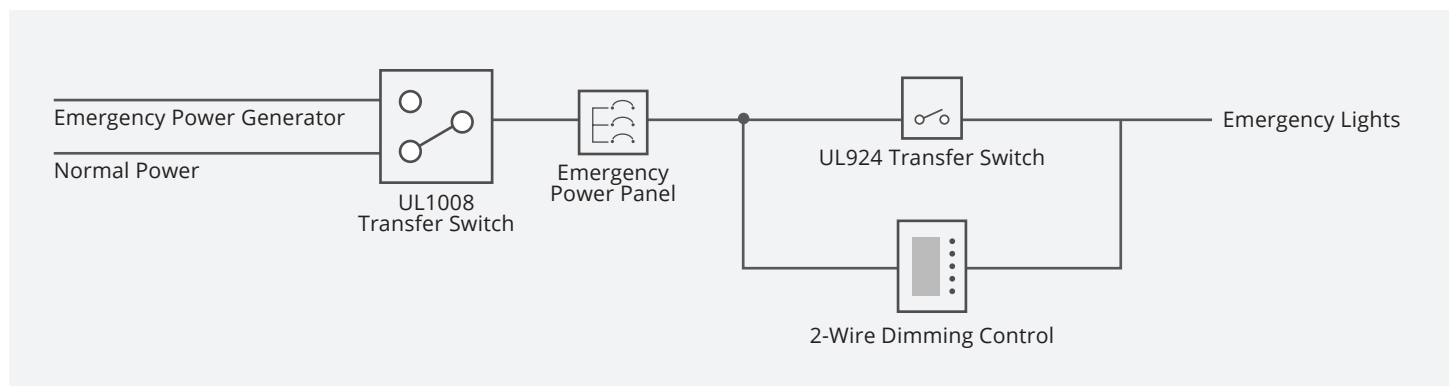 Emergency Power Generator
Normal Power
UL1008
Transfer Switch
Emergency
Power Panel
UL924 Transfer Switch
Emergency Lights
2-Wire Dimming Control